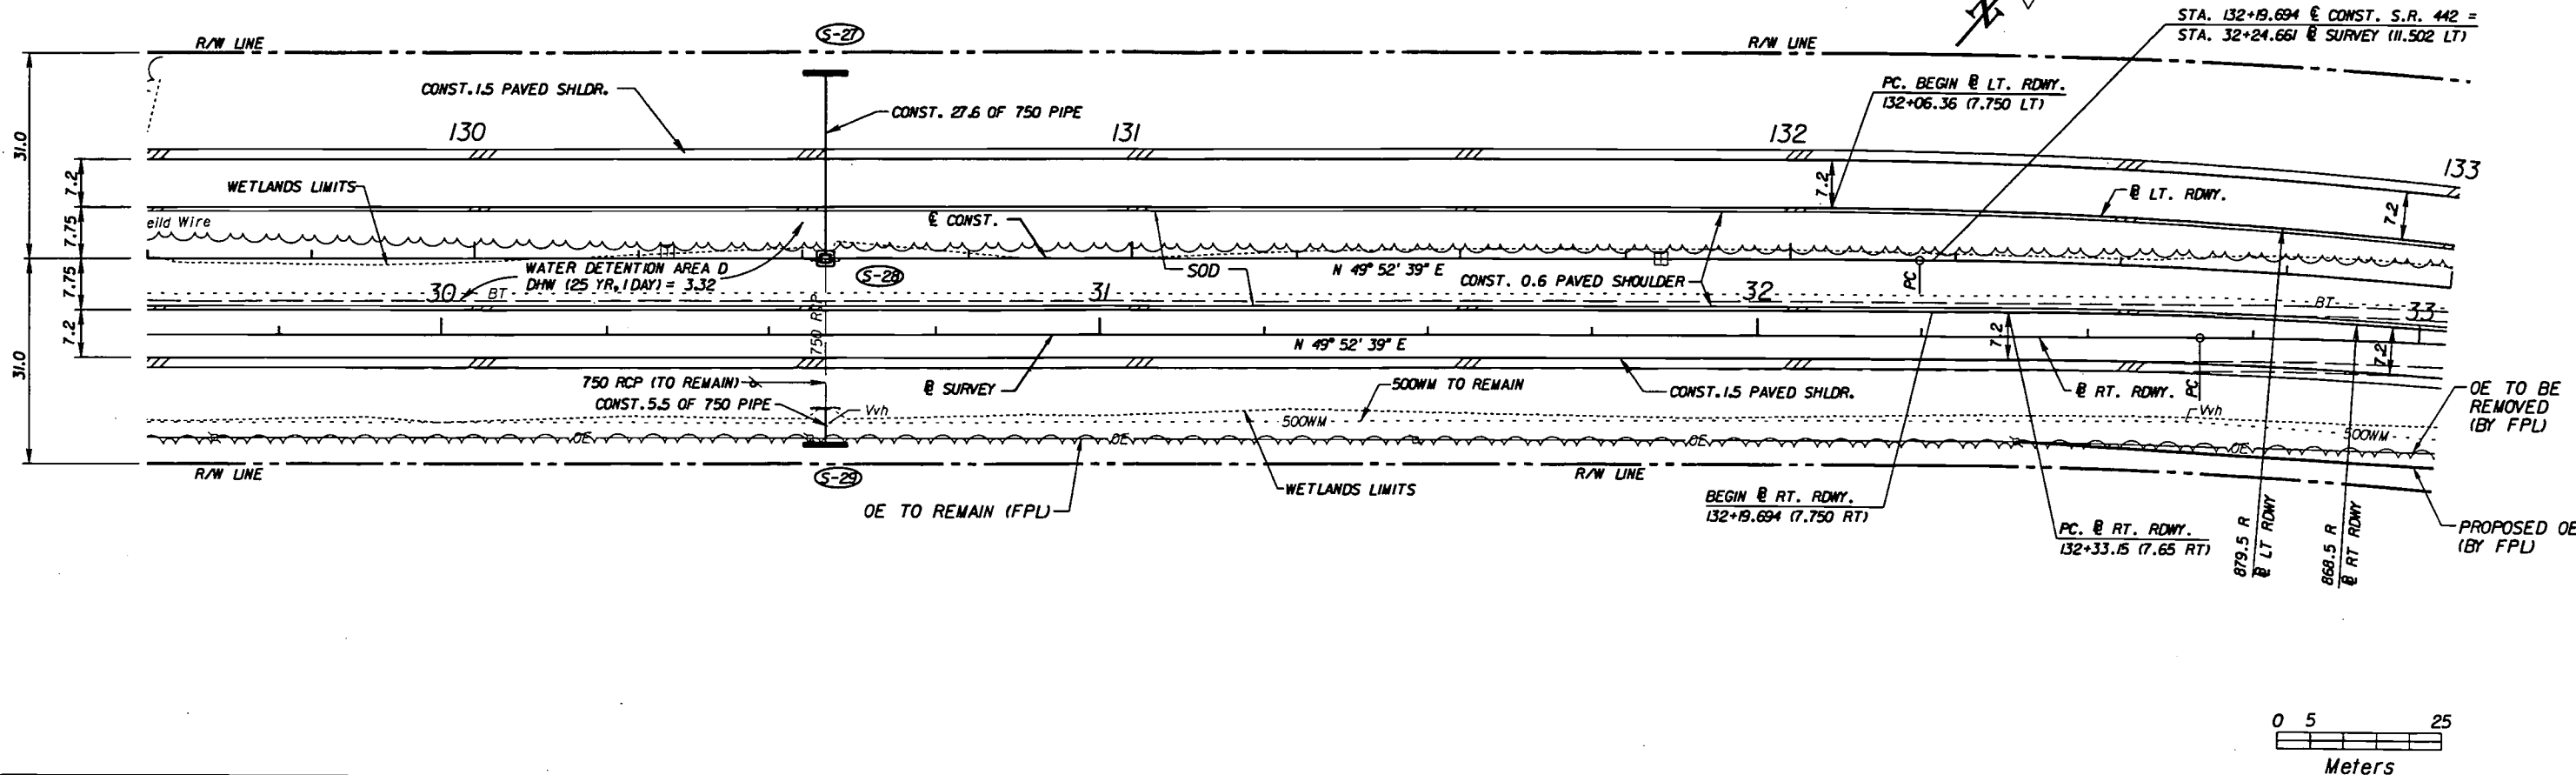 STA. 132+19.694 ℄ CONST. S.R. 442 =
STA. 32+24.661 ℄ SURVEY (11.502 LT)
N
R/W LINE
S-27
R/W LINE
CONST. 1.5 PAVED SHLDR.
CONST. 27.6 OF 750 PIPE
PC. BEGIN ℄ LT. RDWY.
132+06.36 (7.750 LT)
130
131
132
133
31.0
7.2
7.2
7.2
WETLANDS LIMITS
℄ LT. RDWY.
7.75
eild Wire
℄ CONST.
WATER DETENTION AREA D
DHW (25 YR, 1 DAY) = 3.32
S-28
SOD
N 49° 52' 39" E
CONST. 0.6 PAVED SHOULDER
PC
7.75
30
BT
31
32
BT
33
31.0
7.2
750 RCP
N 49° 52' 39" E
7.2
7.2
750 RCP (TO REMAIN)
℄ SURVEY
500WM TO REMAIN
CONST. 1.5 PAVED SHLDR.
℄ RT. RDWY.
PC
CONST. 5.5 OF 750 PIPE
Vvh
500WM
Vvh
500WM
OE TO BE
REMOVED
(BY FPL)
OE
OE
OE
OE
R/W LINE
S-29
R/W LINE
WETLANDS LIMITS
OE TO REMAIN (FPL)
BEGIN ℄ RT. RDWY.
132+19.694 (7.750 RT)
PC. ℄ RT. RDWY.
132+33.15 (7.65 RT)
879.5 R
℄ LT RDWY
868.5 R
℄ RT RDWY
PROPOSED OE
(BY FPL)
0 5 25
Meters